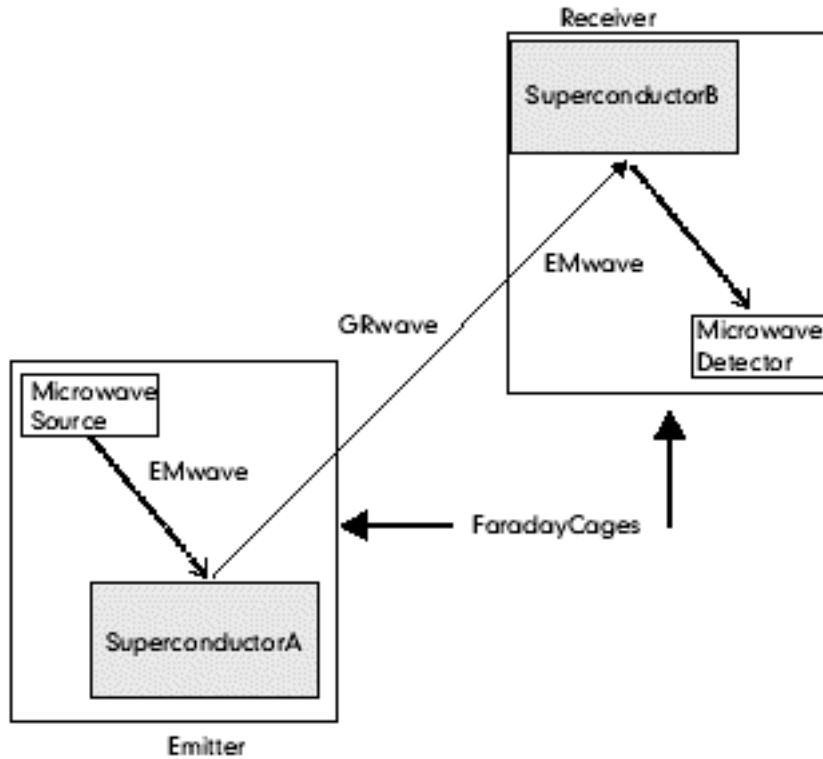 Receiver
SuperconductorB
EMwave
GRwave
Microwave
Detector
Microwave
Source
EMwave
FaradayCages
SuperconductorA
Emitter